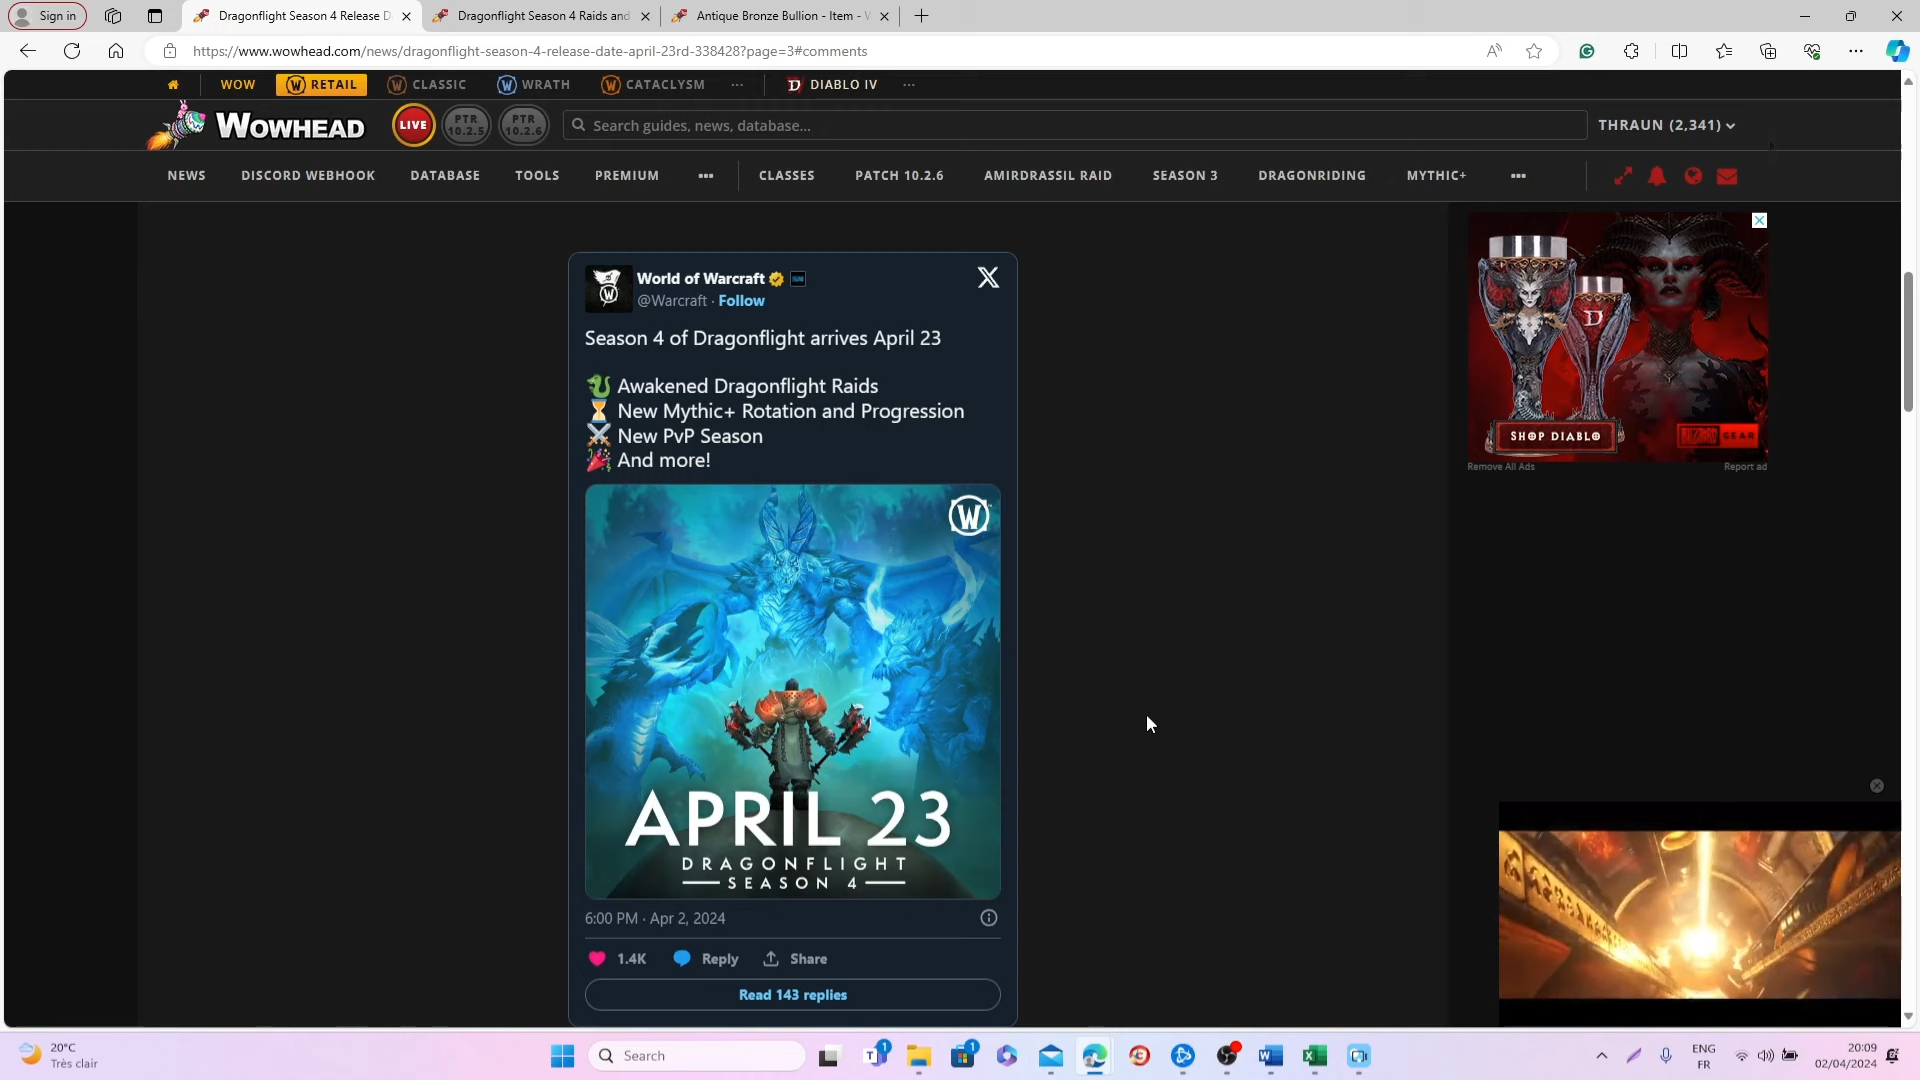 Sign in
Dragonflight Season 4 Release D
Dragonflight Season 4 Raids and
Antique Bronze Bullion - Item -
https://www.wowhead.com/news/dragonflight-season-4-release-date-april-23rd-338428?page=3#comments
WOW
RETAIL
CLASSIC
WRATH
CATACLYSM
DIABLO IV
WOWHEAD
LIVE
PTR
10.2.5
PTR
10.2.6
Search guides, news, database...
THRAUN (2,341)
NEWS
DISCORD WEBHOOK
DATABASE
TOOLS
PREMIUM
CLASSES
PATCH 10.2.6
AMIRDRASSIL RAID
SEASON 3
DRAGONRIDING
MYTHIC+
World of Warcraft
@Warcraft · Follow
Season 4 of Dragonflight arrives April 23
Awakened Dragonflight Raids
New Mythic+ Rotation and Progression
New PvP Season
And more!
APRIL 23
DRAGONFLIGHT
SEASON 4
6:00 PM · Apr 2, 2024
1.4K
Reply
Share
Read 143 replies
SHOP DIABLO
BLIZZARD GEAR
Remove All Ads
Report ad
20°C
Très clair
Search
ENG
FR
20:09
02/04/2024